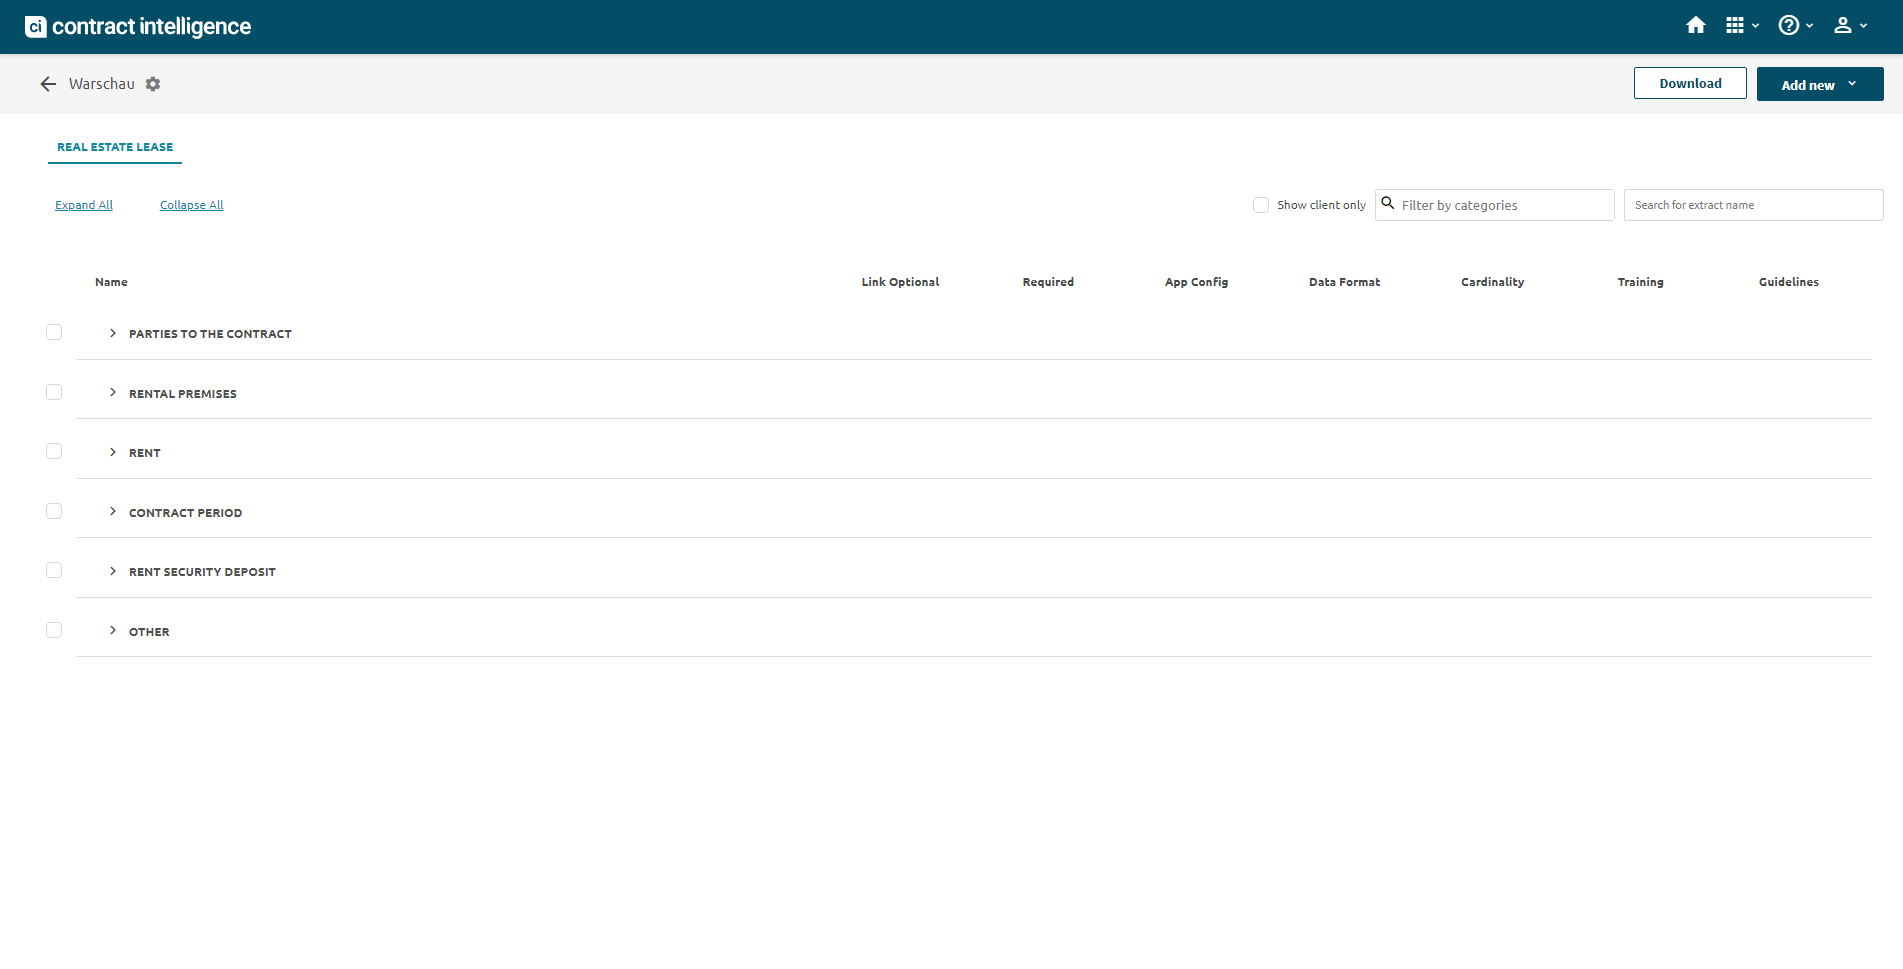 ci contract intelligence
Warschau
Download
Add new
REAL ESTATE LEASE
Expand All
Collapse All
Show client only
Filter by categories
Search for extract name
Name
Link Optional
Required
App Config
Data Format
Cardinality
Training
Guidelines
PARTIES TO THE CONTRACT
RENTAL PREMISES
RENT
CONTRACT PERIOD
RENT SECURITY DEPOSIT
OTHER